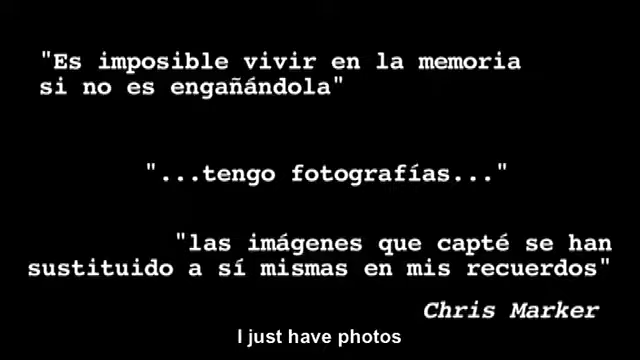 "Es imposible vivir en la memoria
si no es engañándola"
"...tengo fotografías..."
"las imágenes que capté se han
sustituido a sí mismas en mis recuerdos"
Chris Marker
I just have photos